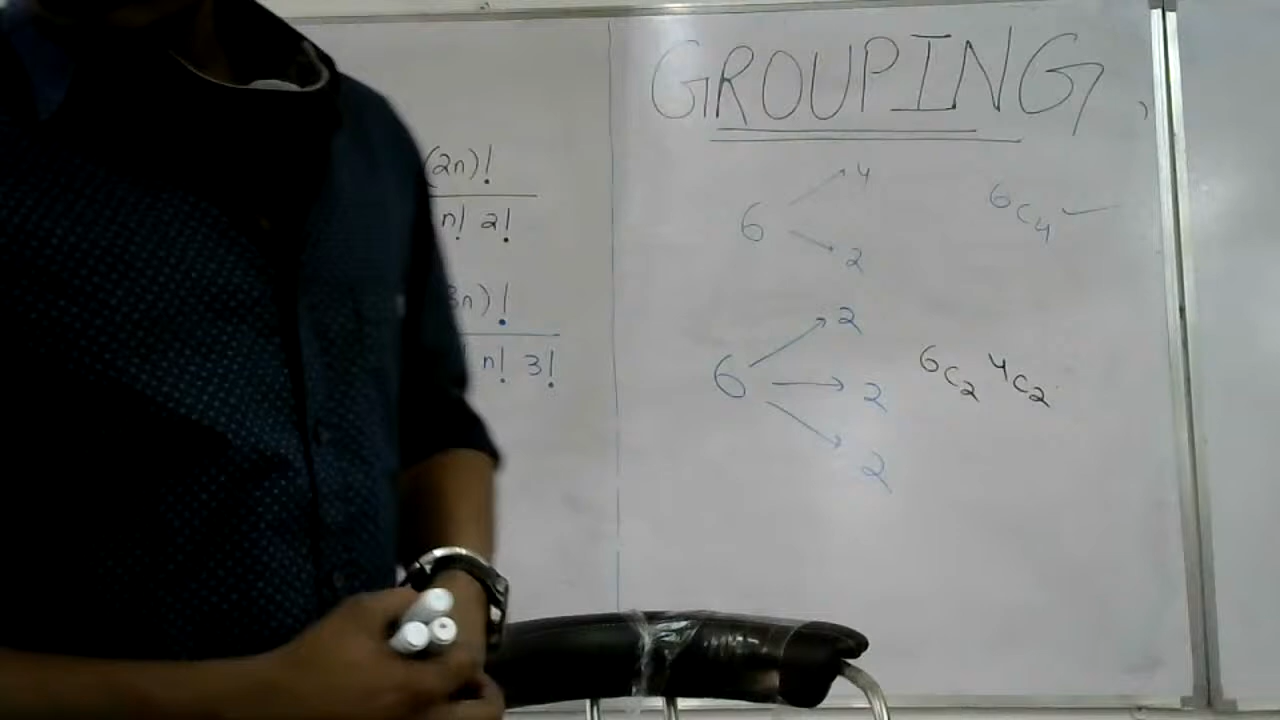 GROUPING,
(2n)!
n! 2!
3n)!
n! 3!
6 4 2 ⁶C₄
6 2 2 2 ⁶C₂ ⁴C₂